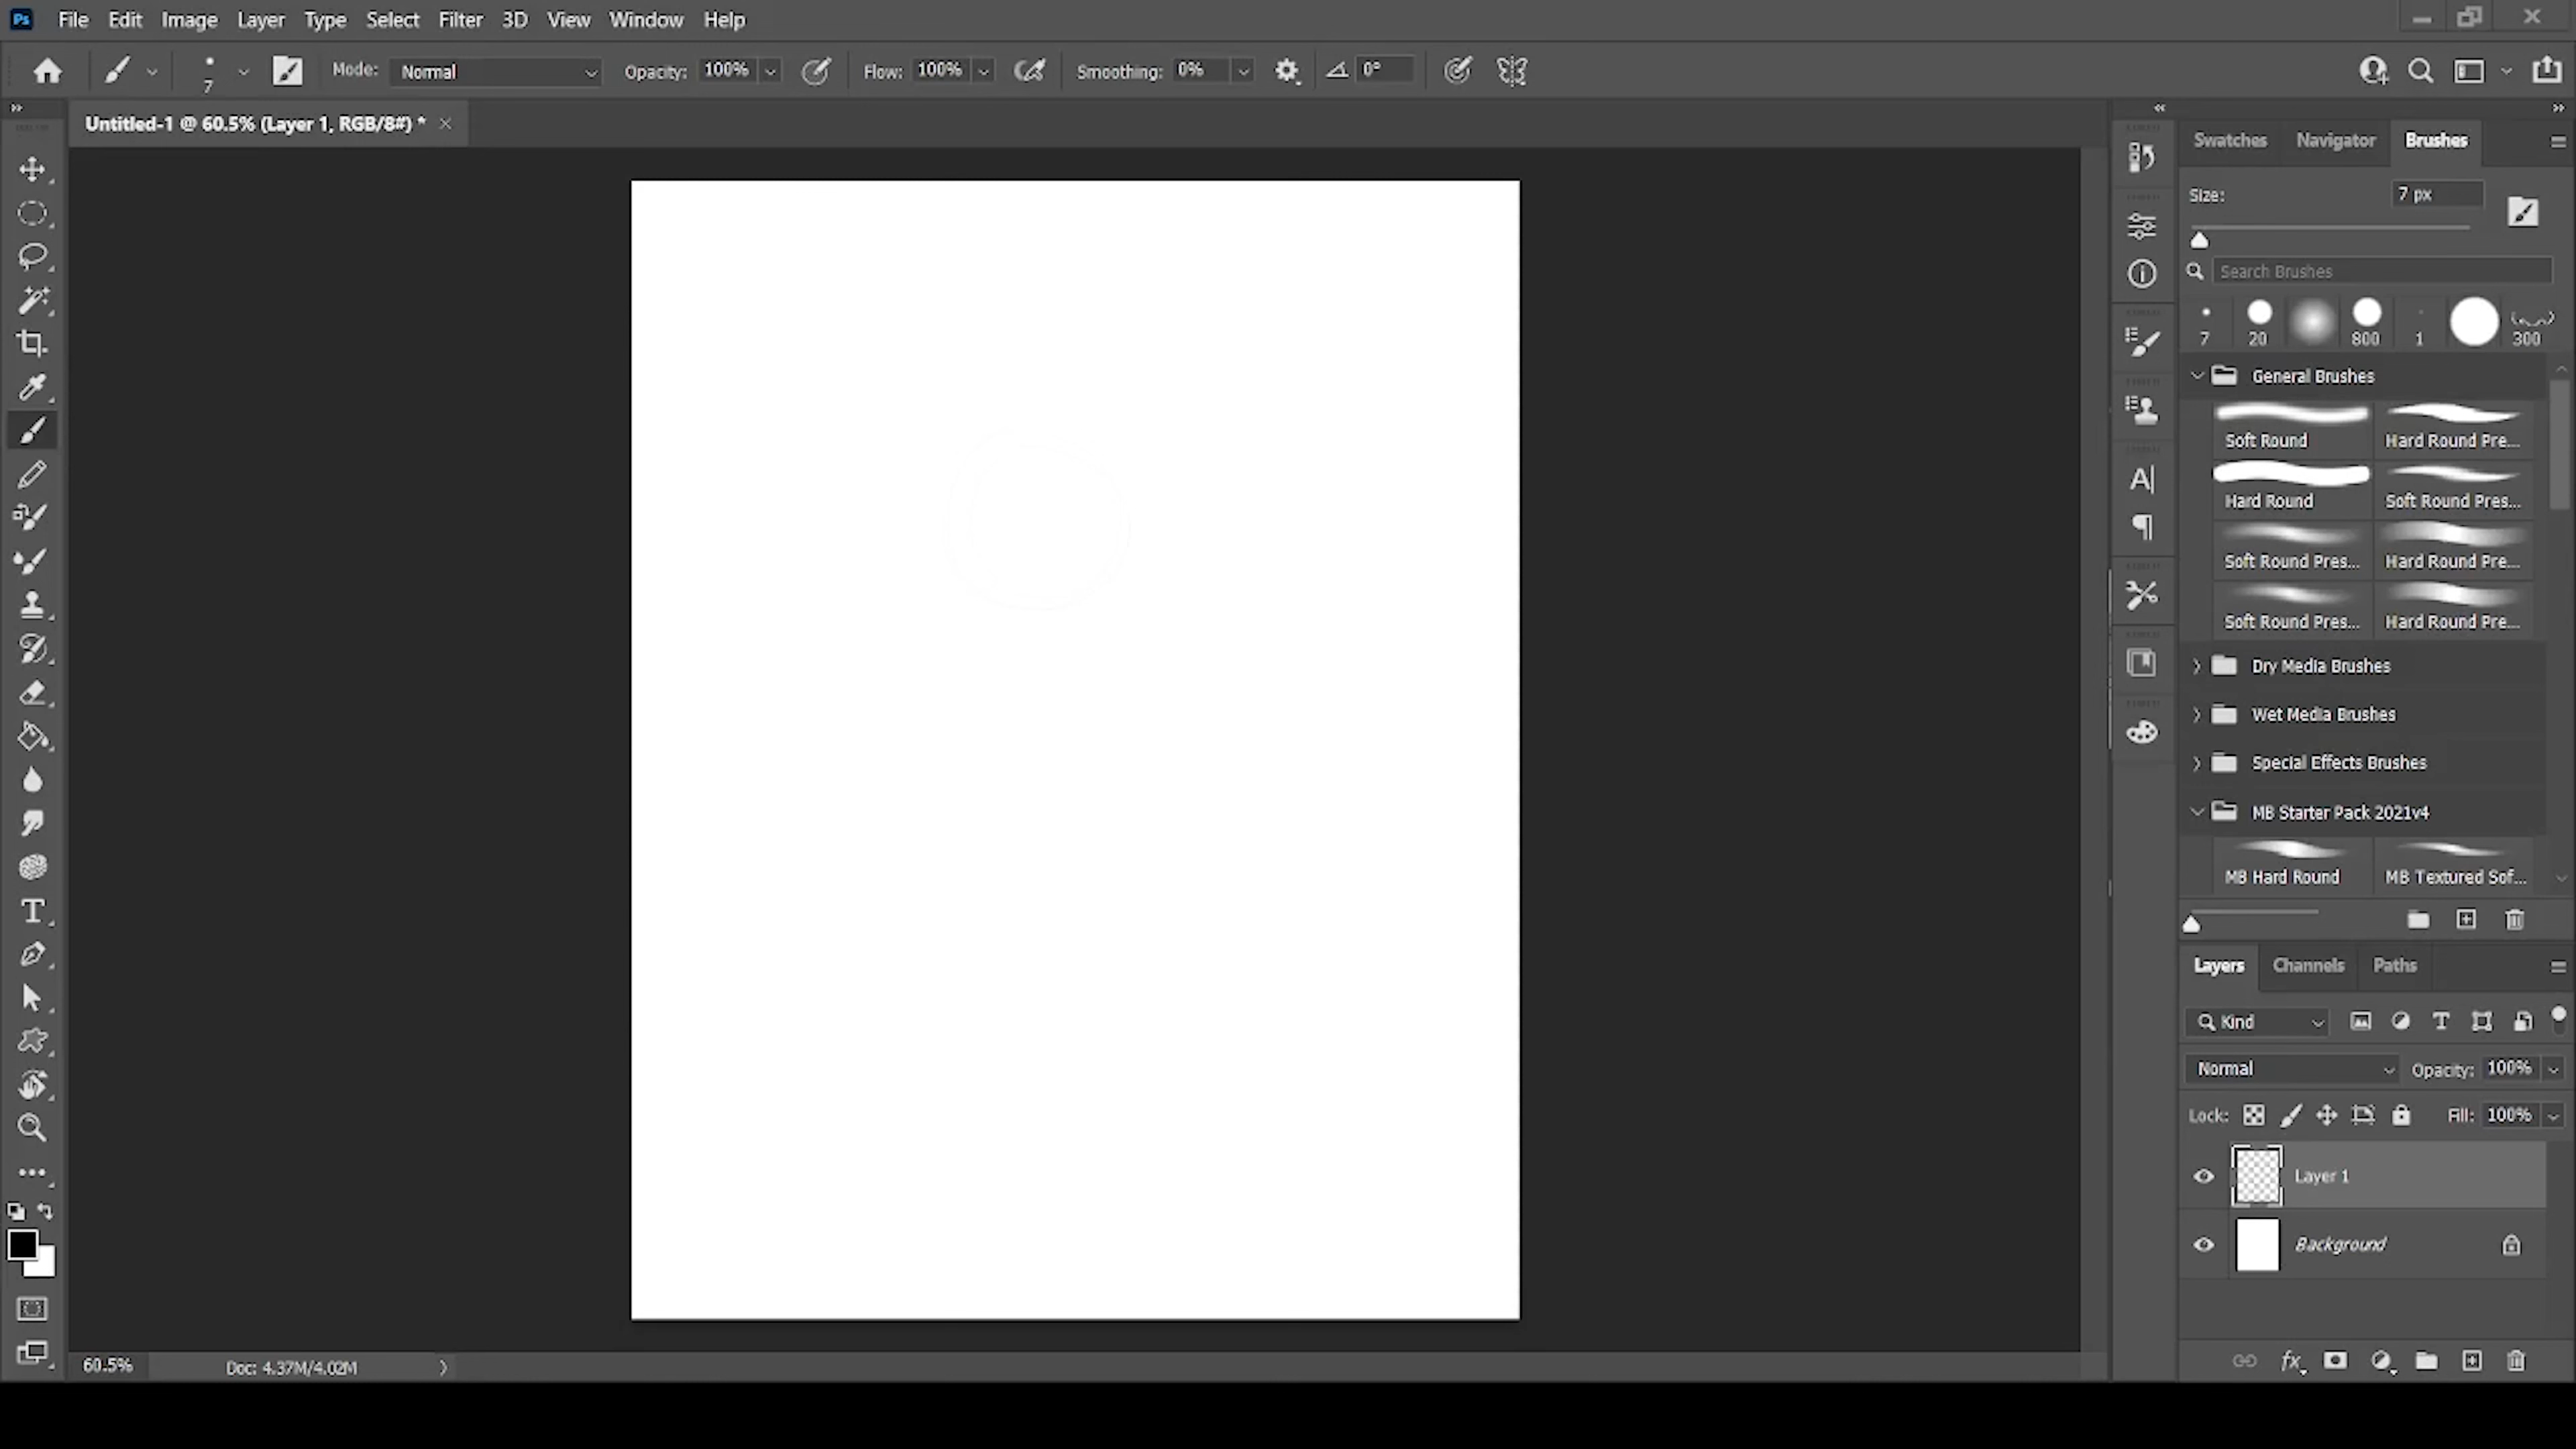 Ps File Edit Image Layer Type Select Filter 3D View Window Help
7 Mode: Normal Opacity: 100% Flow: 100% Smoothing: 0% 0°
Untitled-1 @ 60.5% (Layer 1, RGB/8#) *
Swatches Navigator Brushes
Size: 7 px
Search Brushes
7 20 800 1 300
General Brushes
Soft Round Hard Round Pre...
Hard Round Soft Round Pres...
Soft Round Pres... Hard Round Pre...
Soft Round Pres... Hard Round Pre...
Dry Media Brushes
Wet Media Brushes
Special Effects Brushes
MB Starter Pack 2021v4
MB Hard Round MB Textured Sof...
Layers Channels Paths
Kind
Normal Opacity: 100%
Lock: Fill: 100%
Layer 1
Background
fx
60.5% Doc: 4.37M/4.02M